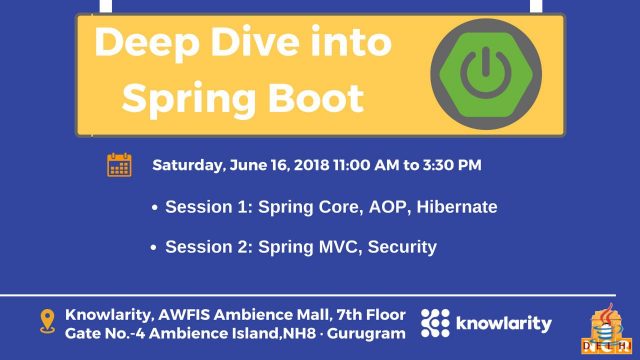 Deep Dive into
Spring Boot
Saturday, June 16, 2018 11:00 AM to 3:30 PM
• Session 1: Spring Core, AOP, Hibernate
• Session 2: Spring MVC, Security
Knowlarity, AWFIS Ambience Mall, 7th Floor
Gate No.-4 Ambience Island,NH8 · Gurugram
knowlarity
DELHI